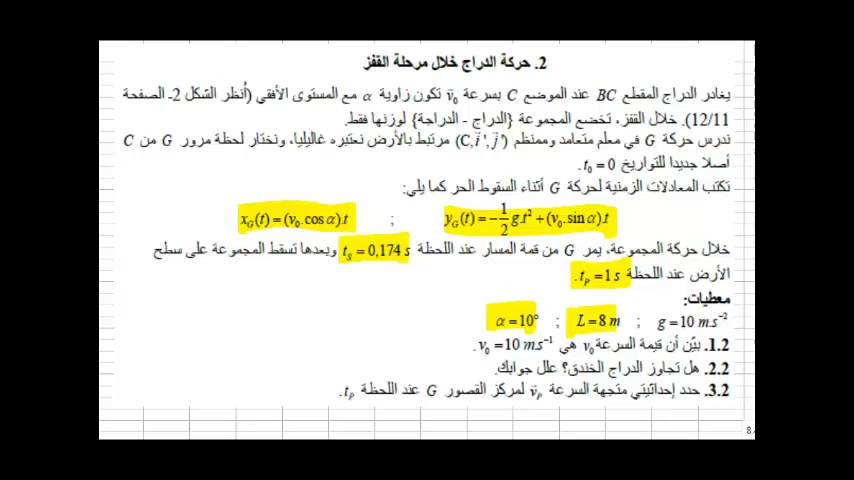 2. حركة الدراج خلال مرحلة القفز
يغادر الدراج المقطع BC عند الموضع C بسرعة v⃗₀ تكون زاوية α مع المستوى الأفقي (أنظر الشكل 2- الصفحة
12/11). خلال القفز، تخضع المجموعة {الدراج - الدراجة} لوزنها فقط.
ندرس حركة G في معلم متعامد وممنظم (C, i⃗', j⃗') مرتبط بالأرض نعتبره غاليليا، ونختار لحظة مرور G من C
أصلا جديدا للتواريخ t₀ = 0.
تكتب المعادلات الزمنية لحركة G أثناء السقوط الحر كما يلي:
x_G(t) = (v₀.cos α).t ; y_G(t) = −1/2 g.t² + (v₀.sin α).t
خلال حركة المجموعة، يمر G من قمة المسار عند اللحظة t_S = 0,174 s وبعدها تسقط المجموعة على سطح
الأرض عند اللحظة t_P = 1 s.
معطيات:
α = 10° ; L = 8 m ; g = 10 m.s⁻²
1.2. بيّن أن قيمة السرعة v₀ هي v₀ = 10 m.s⁻¹.
2.2. هل تجاوز الدراج الخندق؟ علل جوابك.
3.2. حدد إحداثيتي متجهة السرعة v⃗_P لمركز القصور G عند اللحظة t_P.
8